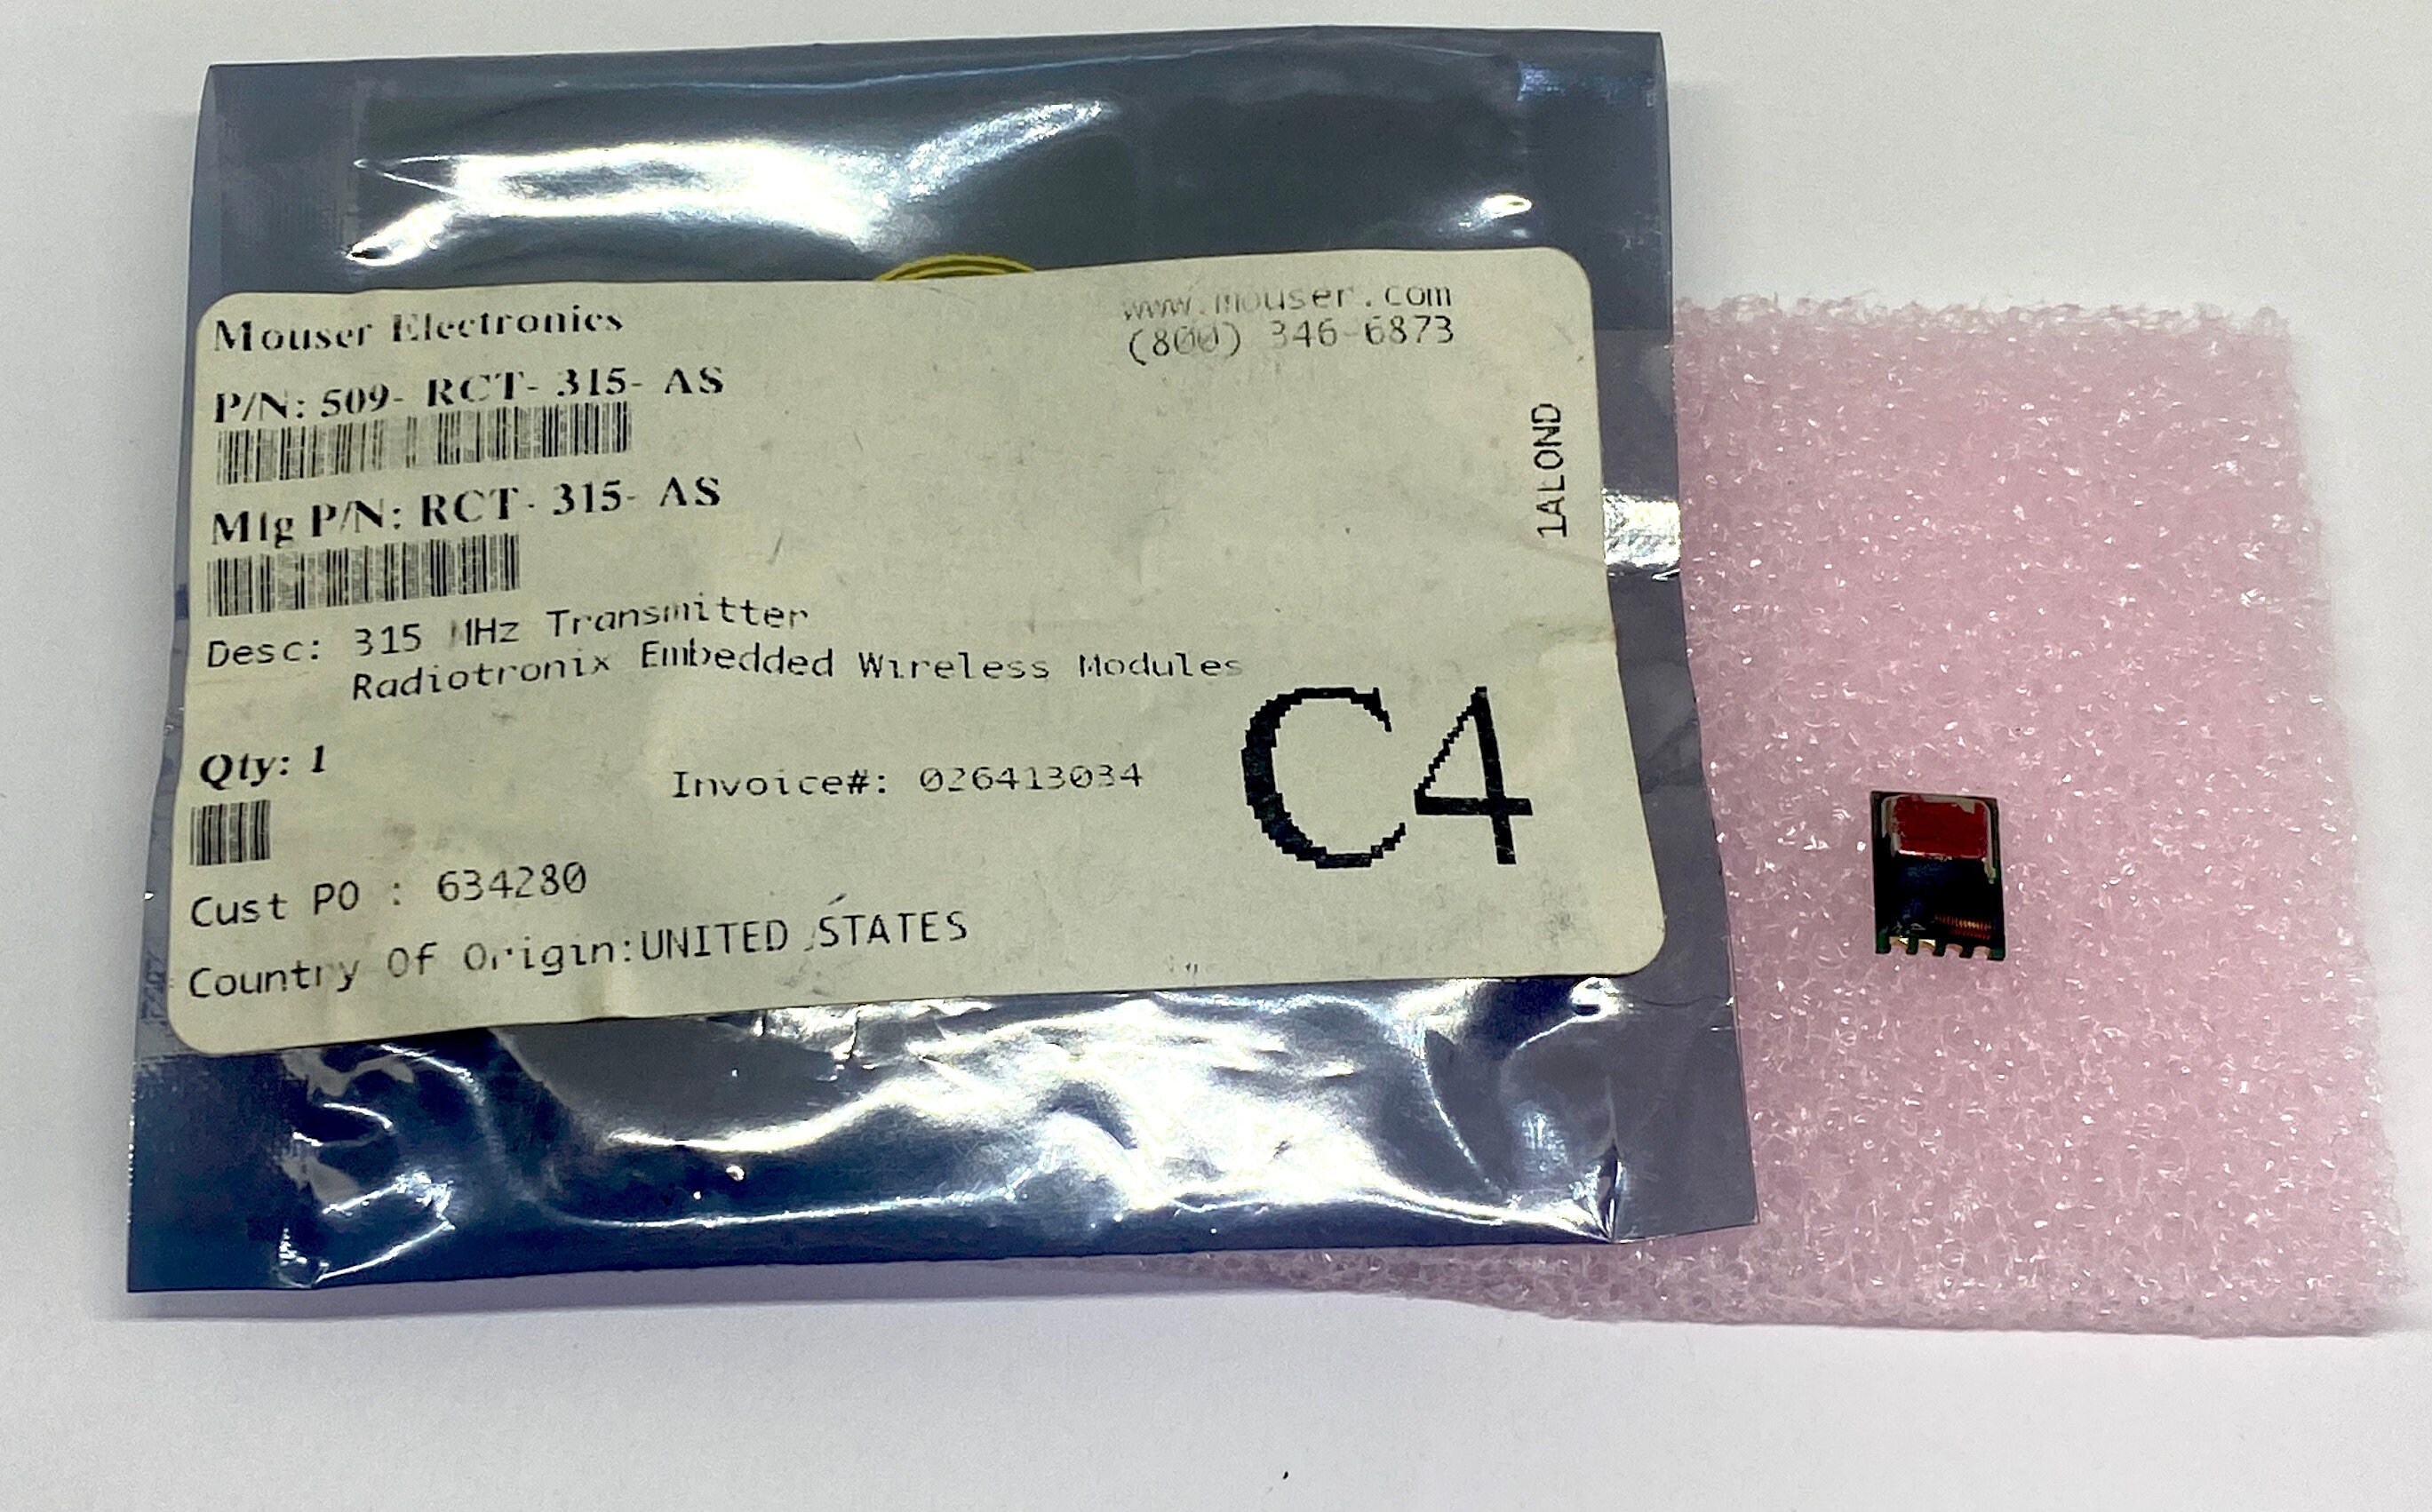 Mouser Electronics
www.mouser.com
(800) 346-6873
P/N: 509- RCT- 315- AS
Mfg P/N: RCT- 315- AS
1ALOND
Desc: 315 MHz Transmitter
Radiotronix Embedded Wireless Modules
Qty: 1
Invoice#: 026413034
C4
Cust PO : 634280
Country Of Origin:UNITED STATES